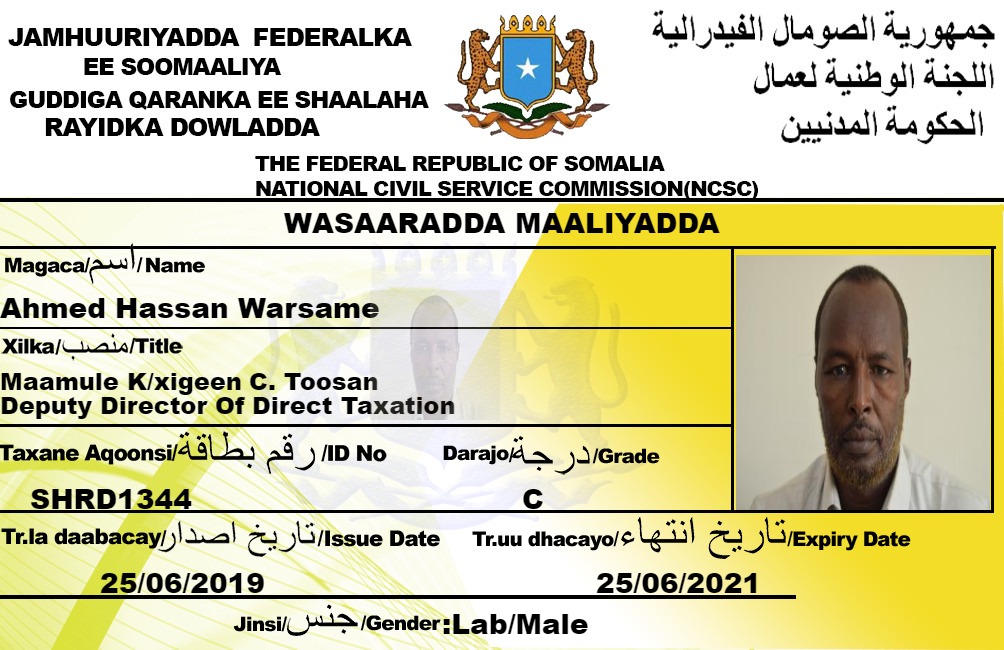 JAMHUURIYADDA FEDERALKA
EE SOOMAALIYA
GUDDIGA QARANKA EE SHAALAHA
RAYIDKA DOWLADDA
جمهورية الصومال الفيدرالية
اللجنة الوطنية لعمال
الحكومة المدنيين
THE FEDERAL REPUBLIC OF SOMALIA
NATIONAL CIVIL SERVICE COMMISSION(NCSC)
WASAARADDA MAALIYADDA
Magaca/اسم/Name
Ahmed Hassan Warsame
Xilka/منصب/Title
Maamule K/xigeen C. Toosan
Deputy Director Of Direct Taxation
Taxane Aqoonsi/رقم بطاقة/ID No
Darajo/درجة/Grade
SHRD1344
C
Tr.la daabacay/تاريخ اصدار/Issue Date
Tr.uu dhacayo/تاريخ انتهاء/Expiry Date
25/06/2019
25/06/2021
Jinsi/جنس/Gender:Lab/Male